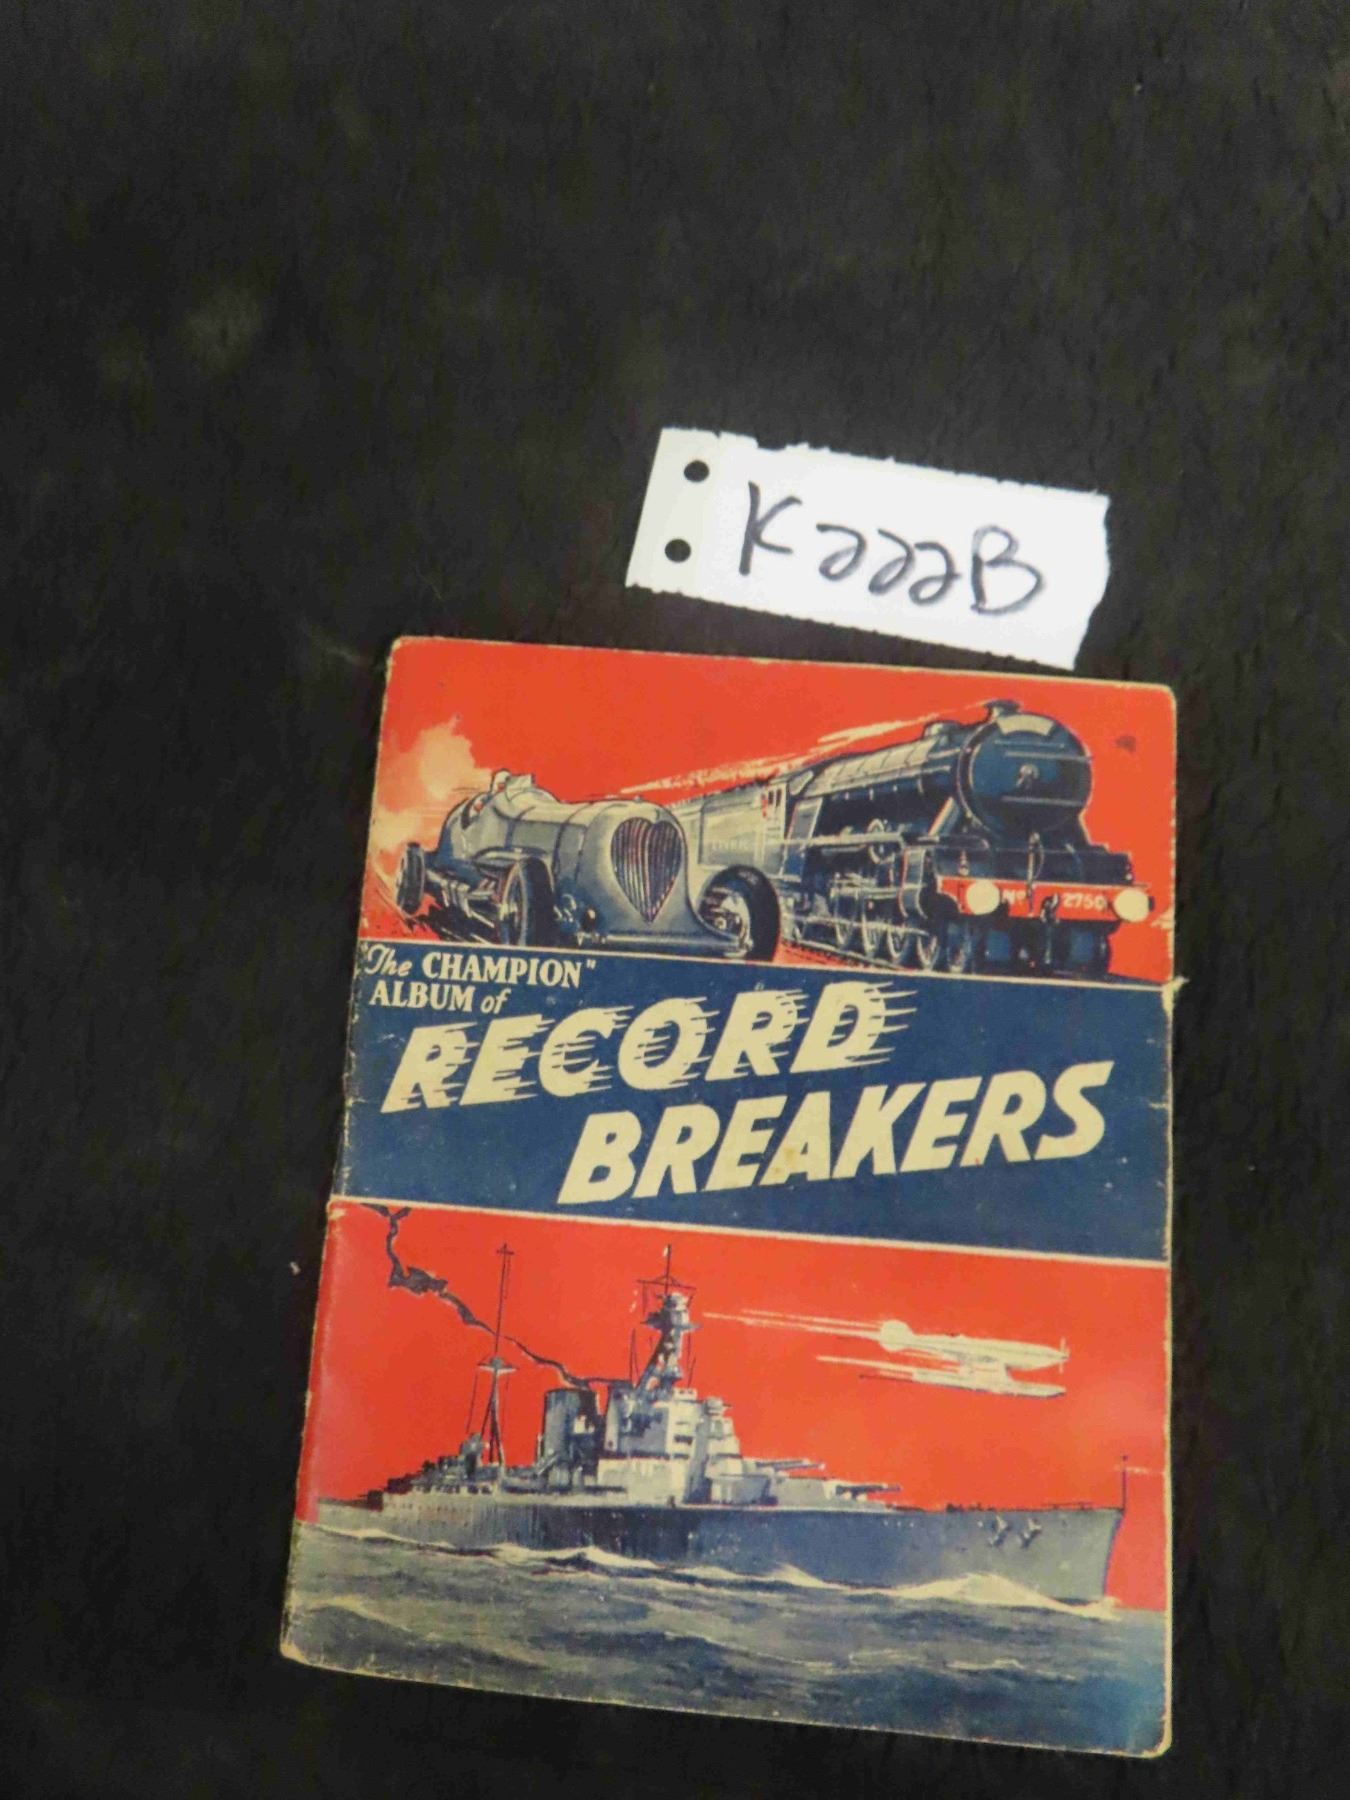 K222B
No 2750
"The CHAMPION"
ALBUM of
RECORD
BREAKERS